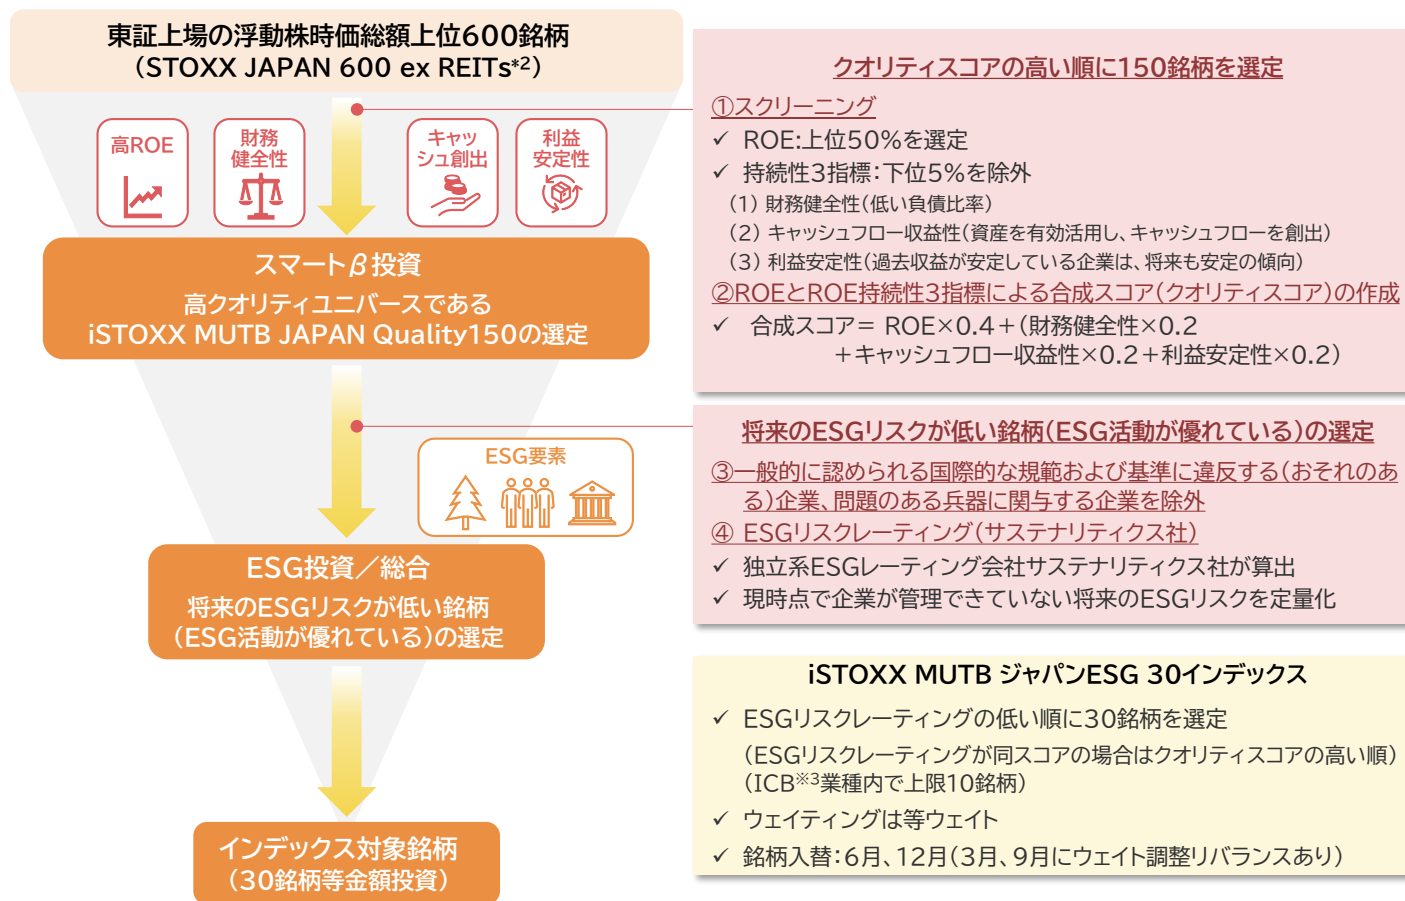 東証上場の浮動株時価総額上位600銘柄
（STOXX JAPAN 600 ex REITs*2）
高ROE
財務
健全性
キャッ
シュ創出
利益
安定性
スマートβ投資
高クオリティユニバースである
iSTOXX MUTB JAPAN Quality150の選定
ESG要素
ESG投資／総合
将来のESGリスクが低い銘柄
（ESG活動が優れている）の選定
インデックス対象銘柄
（30銘柄等金額投資）
クオリティスコアの高い順に150銘柄を選定
①スクリーニング
✓ ROE:上位50%を選定
✓ 持続性3指標：下位5%を除外
（1）財務健全性（低い負債比率）
（2）キャッシュフロー収益性（資産を有効活用し、キャッシュフローを創出）
（3）利益安定性（過去収益が安定している企業は、将来も安定の傾向）
②ROEとROE持続性3指標による合成スコア（クオリティスコア）の作成
✓ 合成スコア＝ ROE×0.4＋（財務健全性×0.2
＋キャッシュフロー収益性×0.2＋利益安定性×0.2）
将来のESGリスクが低い銘柄（ESG活動が優れている）の選定
③一般的に認められる国際的な規範および基準に違反する（おそれのあ
る）企業、問題のある兵器に関与する企業を除外
④ ESGリスクレーティング（サステナリティクス社）
✓ 独立系ESGレーティング会社サステナリティクス社が算出
✓ 現時点で企業が管理できていない将来のESGリスクを定量化
iSTOXX MUTB ジャパンESG 30インデックス
✓ ESGリスクレーティングの低い順に30銘柄を選定
（ESGリスクレーティングが同スコアの場合はクオリティスコアの高い順）
（ICB※3業種内で上限10銘柄）
✓ ウェイティングは等ウェイト
✓ 銘柄入替：6月、12月（3月、9月にウェイト調整リバランスあり）